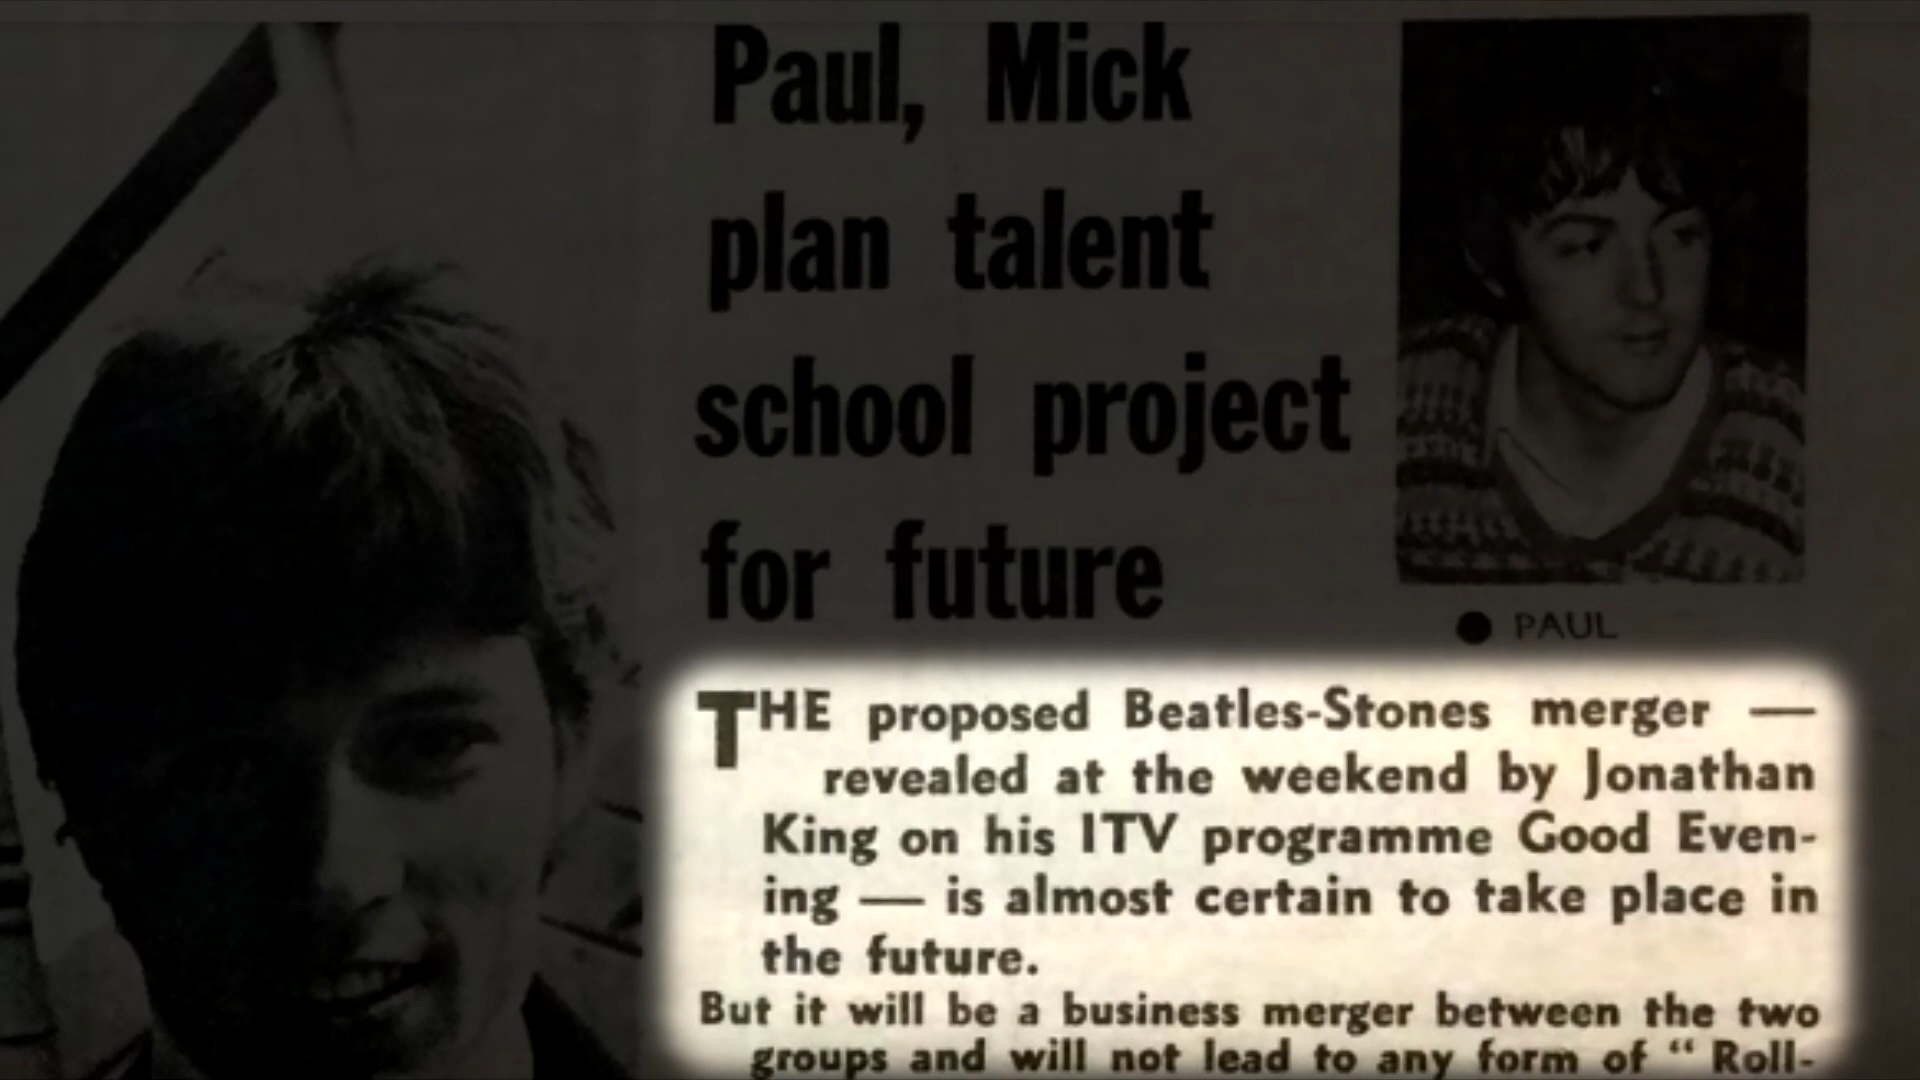 Paul, Mick
plan talent
school project
for future
● PAUL
THE proposed Beatles-Stones merger —
revealed at the weekend by Jonathan
King on his ITV programme Good Even-
ing — is almost certain to take place in
the future.
But it will be a business merger between the two
groups and will not lead to any form of “ Roll-